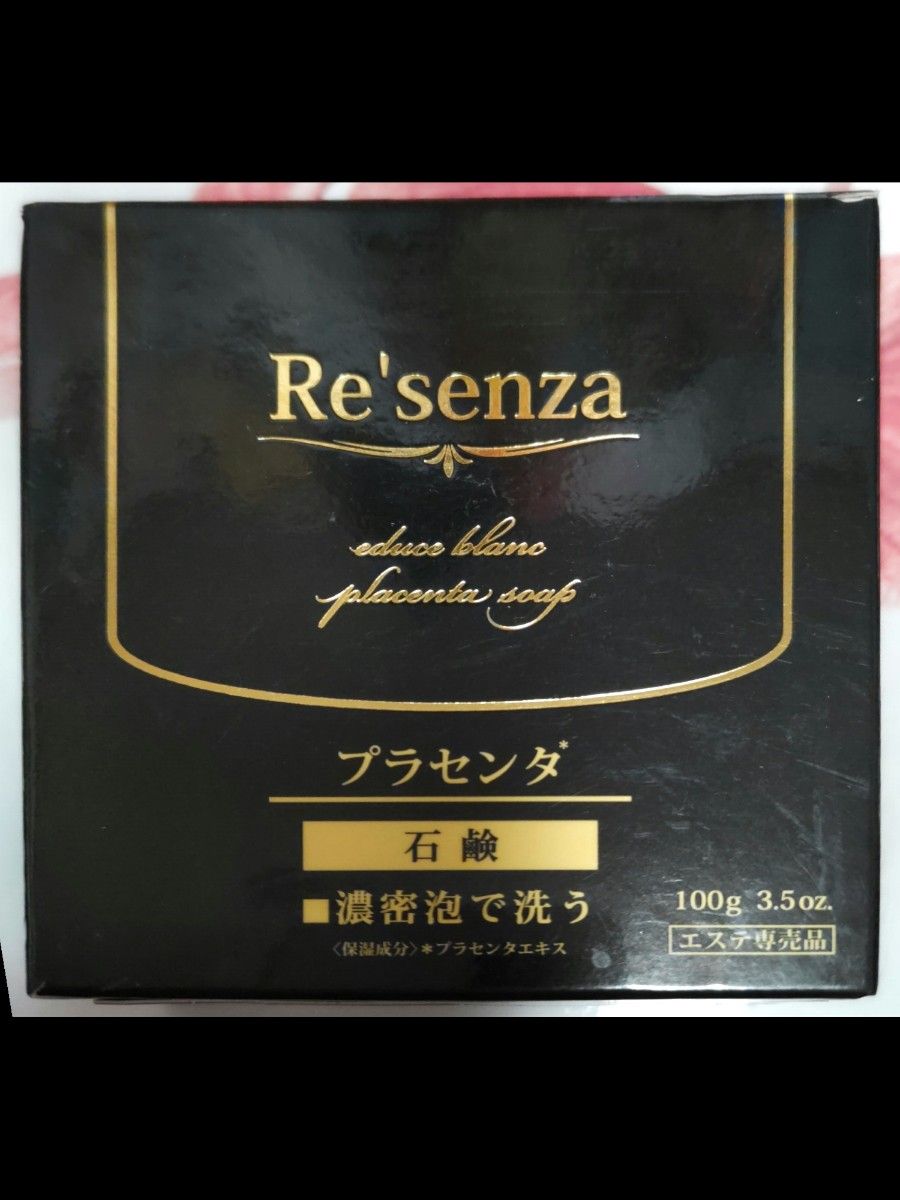 Re'senza
educe blanc
placenta soap
プラセンタ*
石鹸
■濃密泡で洗う
〈保湿成分〉*プラセンタエキス
100g 3.5oz.
エステ専売品